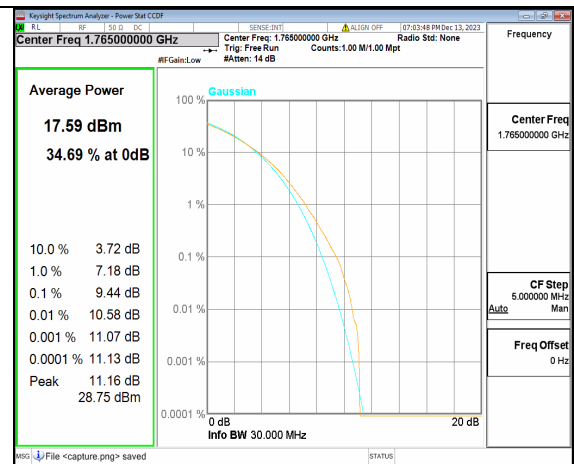 Keysight Spectrum Analyzer - Power Stat CCDF
RL RF 50 Ω DC SENSE:INT ALIGN OFF 07:03:48 PM Dec 13, 2023
Center Freq 1.765000000 GHz
Center Freq: 1.765000000 GHz Radio Std: None
Trig: Free Run Counts:1.00 M/1.00 Mpt
#IFGain:Low #Atten: 14 dB
Frequency
Average Power
17.59 dBm
34.69 % at 0dB
10.0 % 3.72 dB
1.0 % 7.18 dB
0.1 % 9.44 dB
0.01 % 10.58 dB
0.001 % 11.07 dB
0.0001 % 11.13 dB
Peak 11.16 dB
28.75 dBm
Gaussian
100 %
10 %
1 %
0.1 %
0.01 %
0.001 %
0.0001 %
0 dB 20 dB
Info BW 30.000 MHz
Center Freq
1.765000000 GHz
CF Step
5.000000 MHz
Auto Man
Freq Offset
0 Hz
MSG File <capture.png> saved STATUS